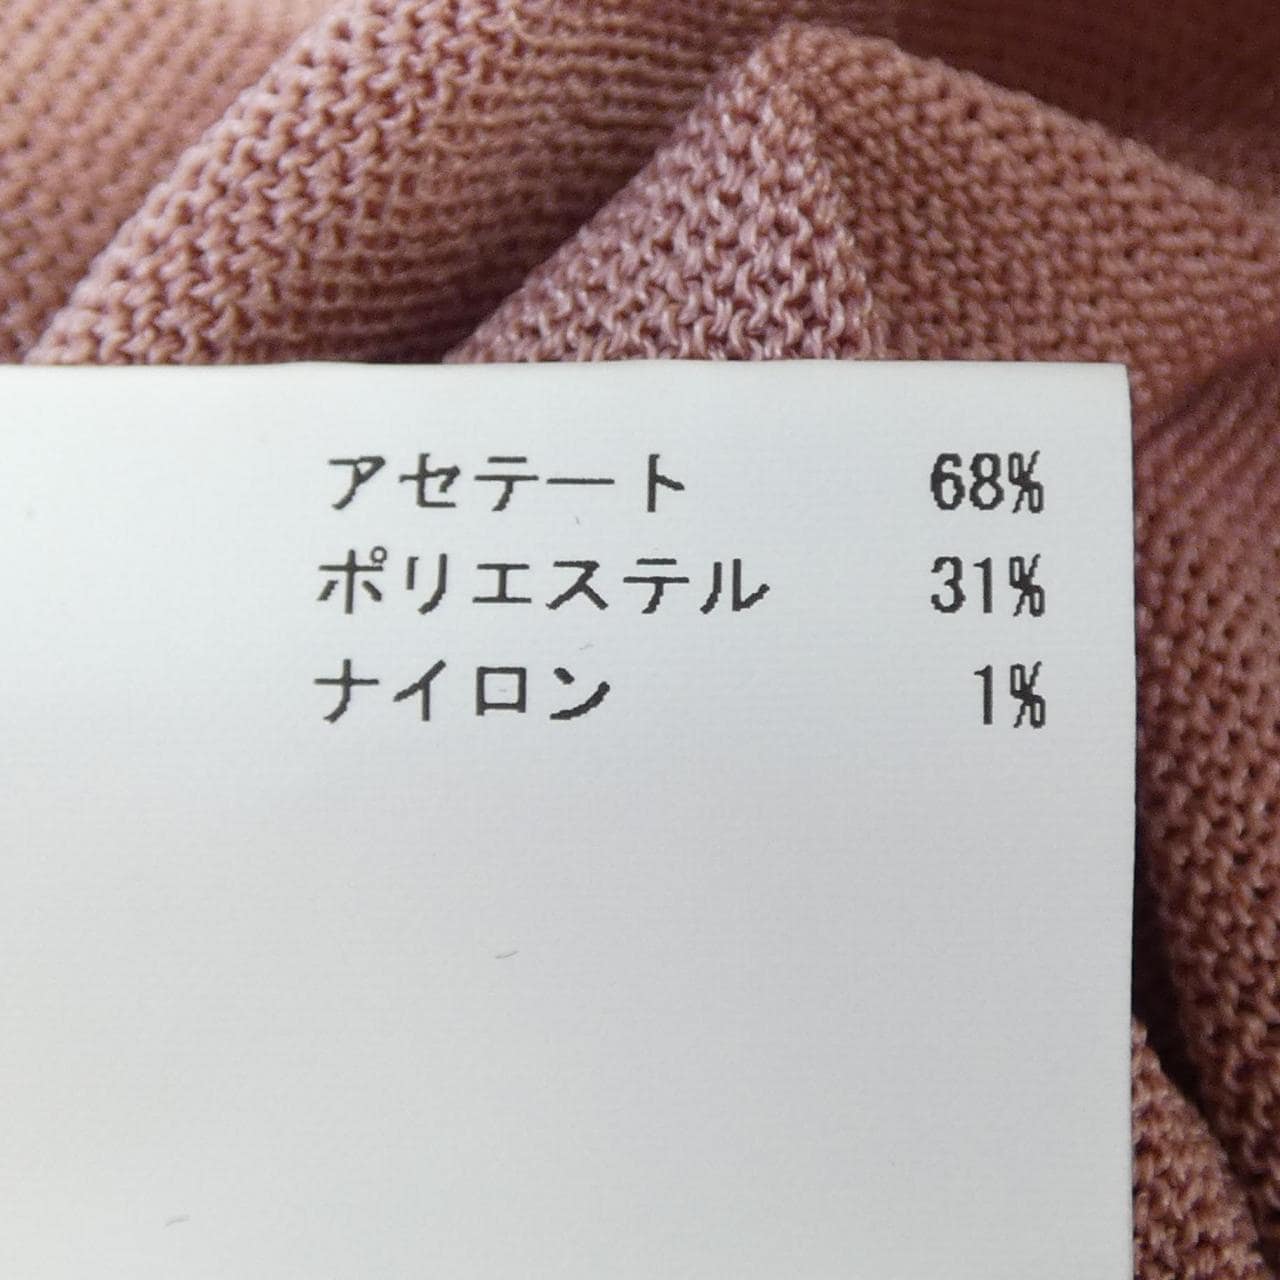 アセテート 68%
ポリエステル 31%
ナイロン 1%